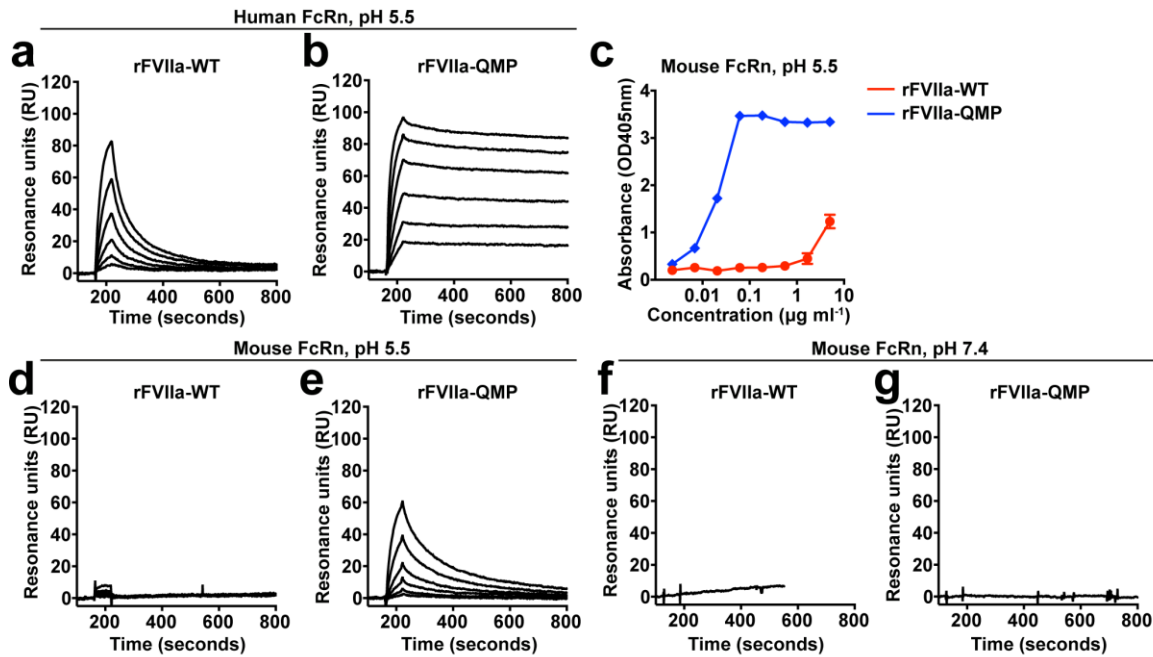 Human FcRn, pH 5.5
a
rFVIIa-WT
Resonance units (RU)
120
100
80
60
40
20
0
200 400 600 800
Time (seconds)
b
rFVIIa-QMP
Resonance units (RU)
120
100
80
60
40
20
0
200 400 600 800
Time (seconds)
c
Mouse FcRn, pH 5.5
Absorbance (OD405nm)
4
3
2
1
0
0.01 0.1 1 10
Concentration (µg ml-1)
rFVIIa-WT
rFVIIa-QMP
Mouse FcRn, pH 5.5
d
rFVIIa-WT
Resonance units (RU)
120
100
80
60
40
20
0
200 400 600 800
Time (seconds)
e
rFVIIa-QMP
Resonance units (RU)
120
100
80
60
40
20
0
200 400 600 800
Time (seconds)
Mouse FcRn, pH 7.4
f
rFVIIa-WT
Resonance units (RU)
120
100
80
60
40
20
0
200 400 600 800
Time (seconds)
g
rFVIIa-QMP
Resonance units (RU)
120
100
80
60
40
20
0
200 400 600 800
Time (seconds)